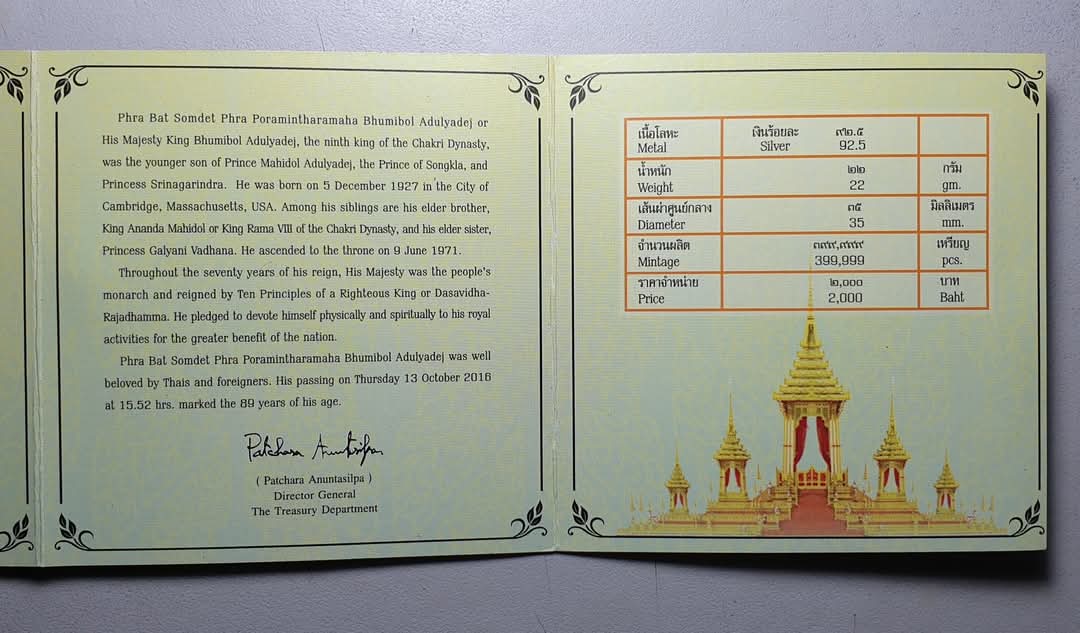 Phra Bat Somdet Phra Poramintharamaha Bhumibol Adulyadej or
His Majesty King Bhumibol Adulyadej, the ninth king of the Chakri Dynasty,
was the younger son of Prince Mahidol Adulyadej, the Prince of Songkla, and
Princess Srinagarindra. He was born on 5 December 1927 in the City of
Cambridge, Massachusetts, USA. Among his siblings are his elder brother,
King Ananda Mahidol or King Rama VIII of the Chakri Dynasty, and his elder sister,
Princess Galyani Vadhana. He ascended to the throne on 9 June 1971.
Throughout the seventy years of his reign, His Majesty was the people's
monarch and reigned by Ten Principles of a Righteous King or Dasavidha-
Rajadhamma. He pledged to devote himself physically and spiritually to his royal
activities for the greater benefit of the nation.
Phra Bat Somdet Phra Poramintharamaha Bhumibol Adulyadej was well
beloved by Thais and foreigners. His passing on Thursday 13 October 2016
at 15.52 hrs. marked the 89 years of his age.
Patchara Anuntasilpa
( Patchara Anuntasilpa )
Director General
The Treasury Department
เนื้อโลหะ เงินร้อยละ ๙๒.๕
Metal Silver 92.5
น้ำหนัก ๒๒ กรัม
Weight 22 gm.
เส้นผ่าศูนย์กลาง ๓๕ มิลลิเมตร
Diameter 35 mm.
จำนวนผลิต ๓๙๙,๙๙๙ เหรียญ
Mintage 399,999 pcs.
ราคาจำหน่าย ๒,๐๐๐ บาท
Price 2,000 Baht